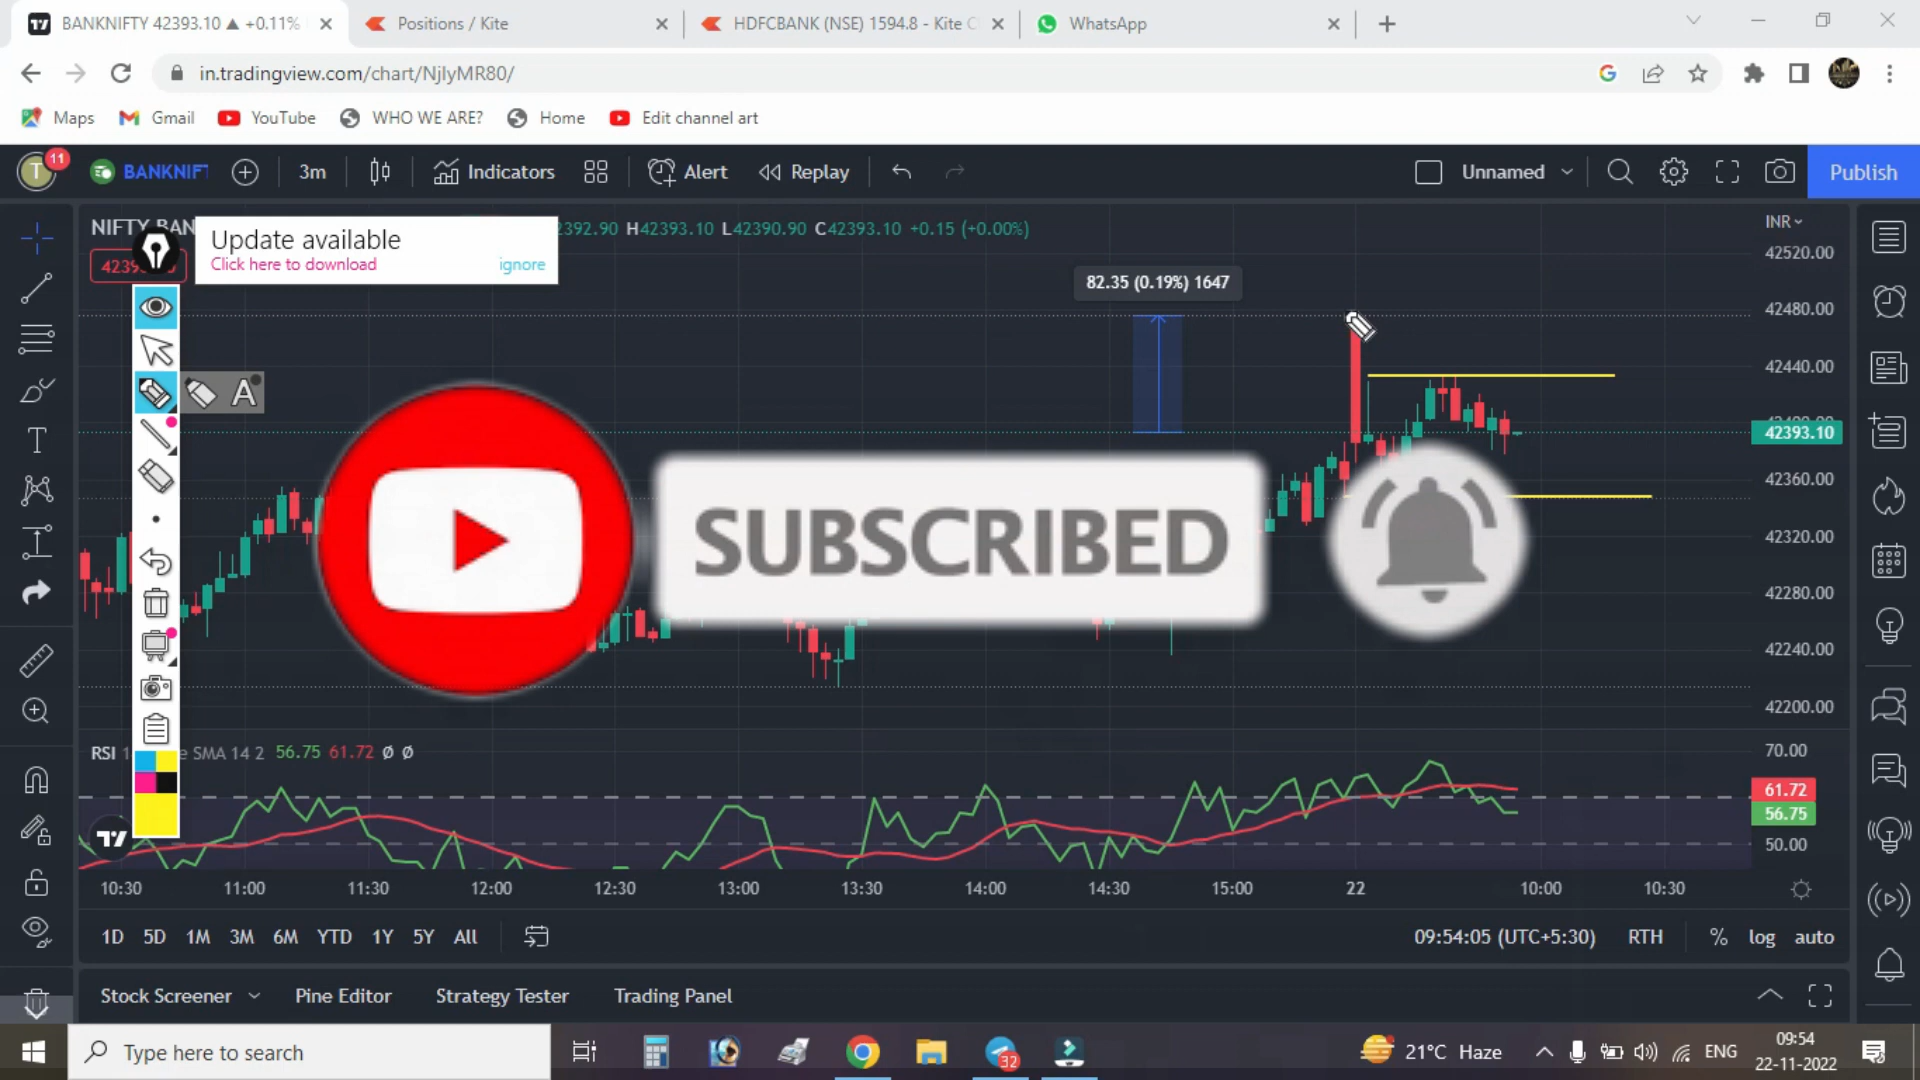 BANKNIFTY 42393.10 ▲ +0.11%
Positions / Kite
HDFCBANK (NSE) 1594.8 - Kite C
WhatsApp
in.tradingview.com/chart/NjIyMR80/
Maps
Gmail
YouTube
WHO WE ARE?
Home
Edit channel art
T
11
BANKNIFT
3m
Indicators
Alert
Replay
Unnamed
Publish
NIFTY BAN
392.90 H42393.10 L42390.90 C42393.10 +0.15 (+0.00%)
Update available
Click here to download
ignore
INR
42520.00
82.35 (0.19%) 1647
42480.00
42440.00
42393.10
42360.00
42320.00
42280.00
42240.00
42200.00
A
SUBSCRIBED
RSI
SMA 14 2 56.75 61.72 Ø Ø
70.00
61.72
56.75
50.00
10:30
11:00
11:30
12:00
12:30
13:00
13:30
14:00
14:30
15:00
22
10:00
10:30
1D 5D 1M 3M 6M YTD 1Y 5Y All
09:54:05 (UTC+5:30)
RTH
%
log
auto
Stock Screener
Pine Editor
Strategy Tester
Trading Panel
Type here to search
32
21°C Haze
ENG
09:54
22-11-2022